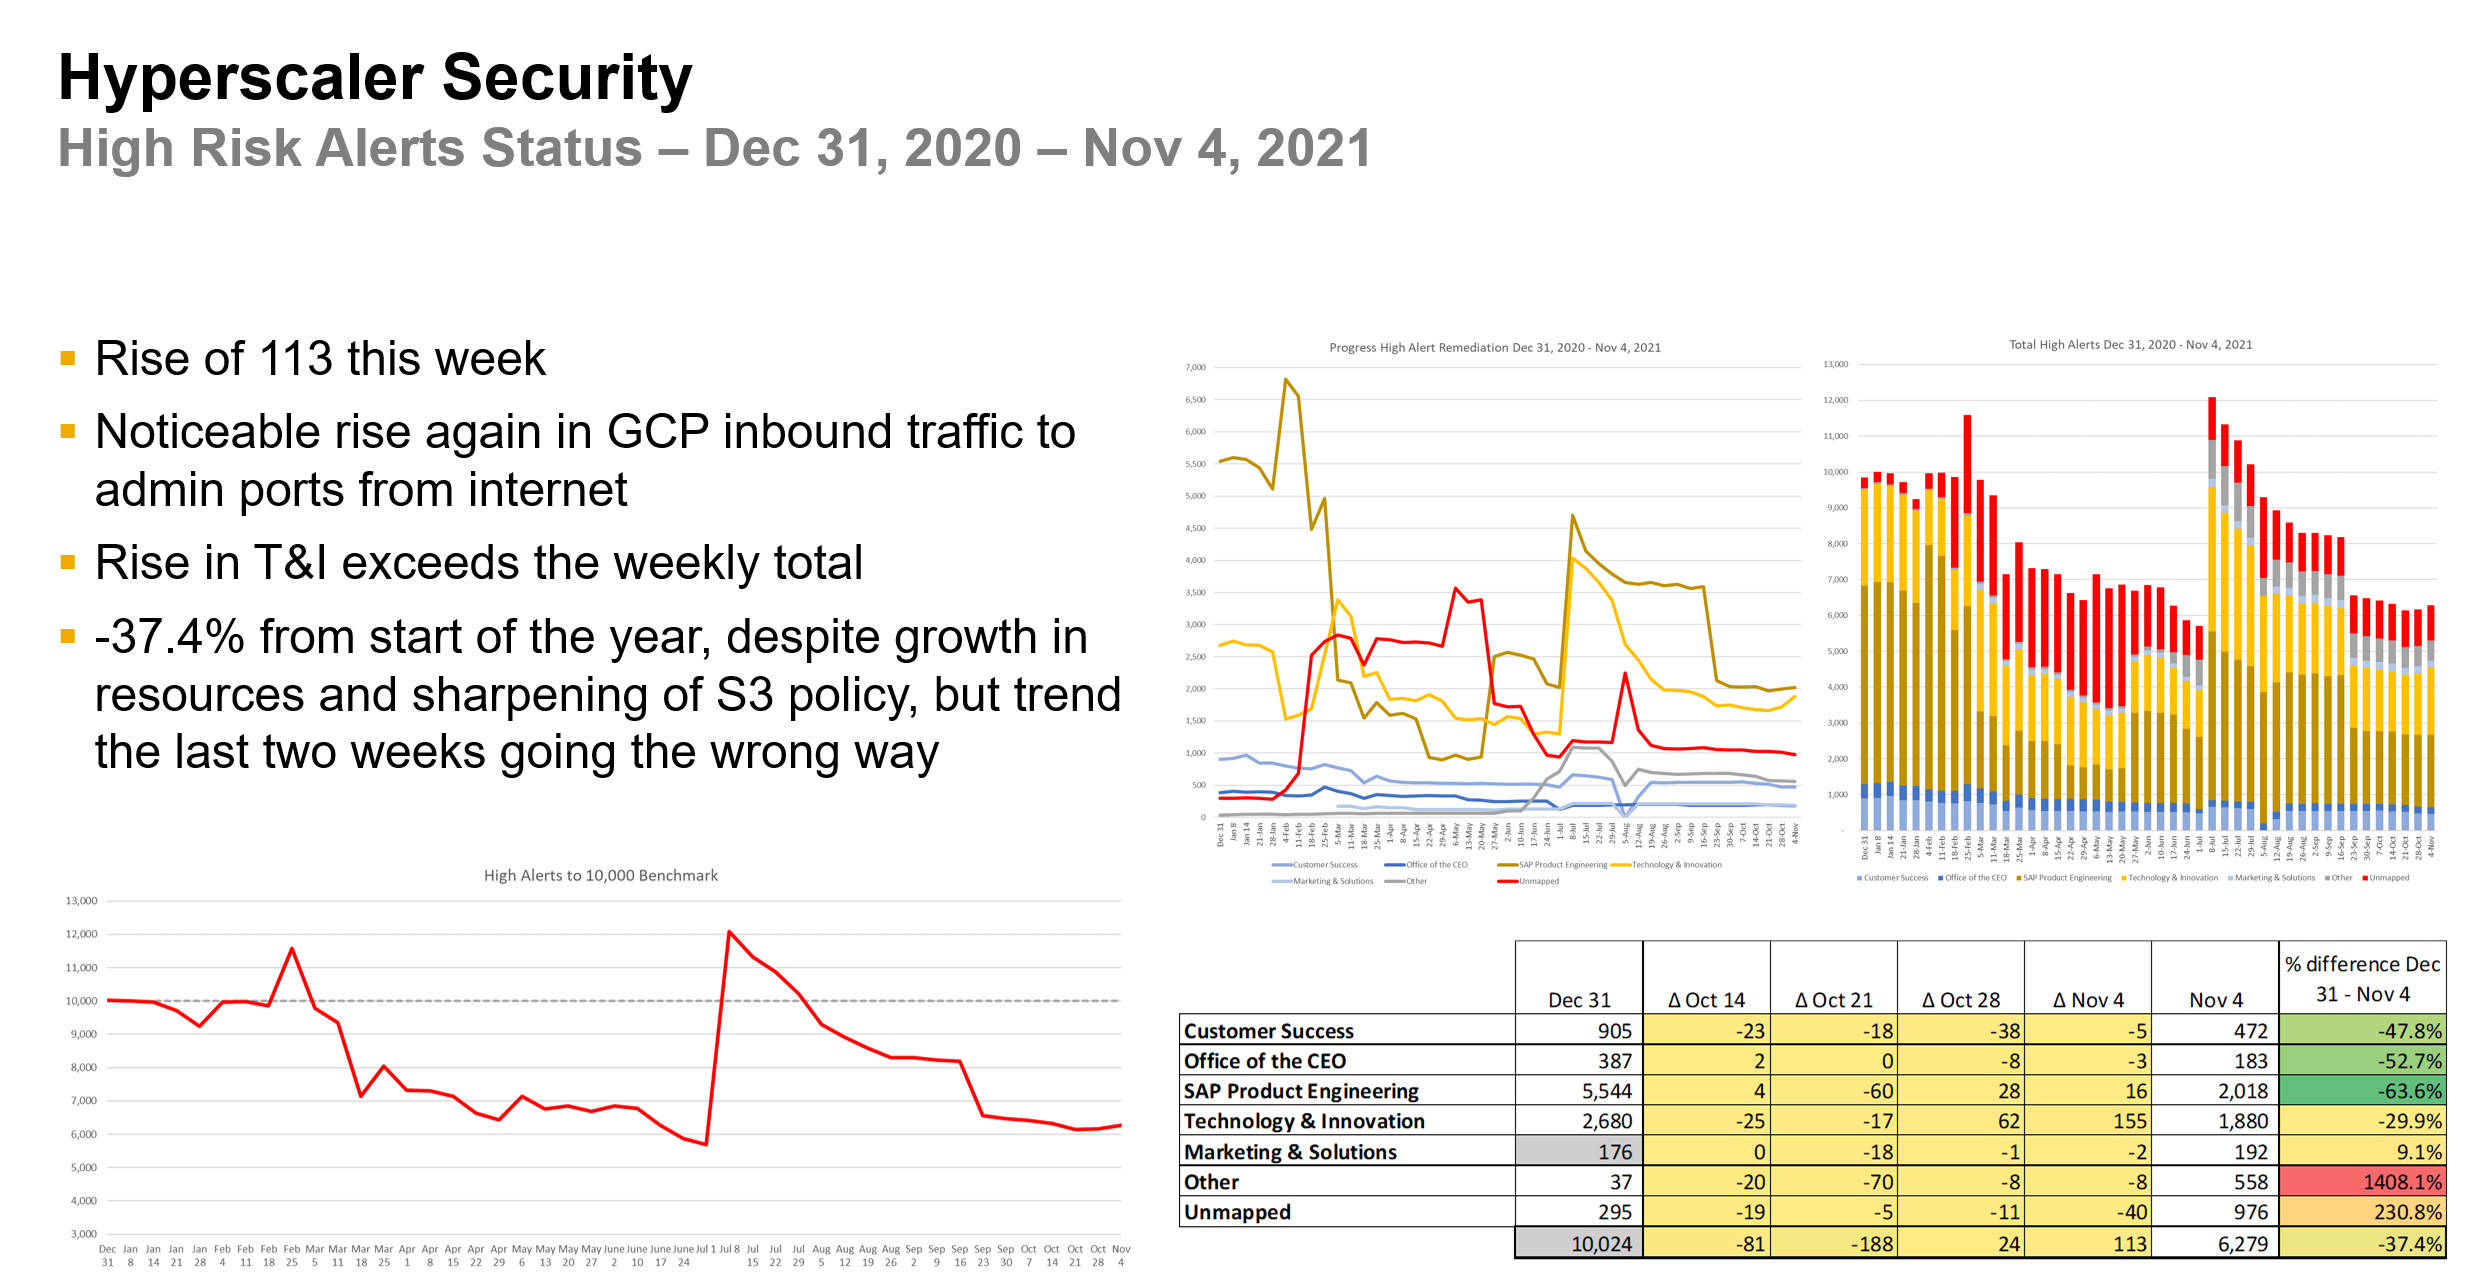 Hyperscaler Security
High Risk Alerts Status – Dec 31, 2020 – Nov 4, 2021
▪ Rise of 113 this week
▪ Noticeable rise again in GCP inbound traffic to
admin ports from internet
▪ Rise in T&I exceeds the weekly total
▪ -37.4% from start of the year, despite growth in
resources and sharpening of S3 policy, but trend
the last two weeks going the wrong way
High Alerts to 10,000 Benchmark
13,000
12,000
11,000
10,000
9,000
8,000
7,000
6,000
5,000
4,000
3,000
Dec 31 Jan 8 Jan 14 Jan 21 Jan 28 Feb 4 Feb 11 Feb 18 Feb 25 Mar 5 Mar 11 Mar 18 Mar 25 Apr 1 Apr 8 Apr 15 Apr 22 Apr 29 May 6 May 13 May 20 May 27 June 2 June 10 June 17 June 24 Jul 1 Jul 8 Jul 15 Jul 22 Jul 29 Aug 5 Aug 12 Aug 19 Aug 26 Sep 2 Sep 9 Sep 16 Sep 23 Sep 30 Oct 7 Oct 14 Oct 21 Oct 28 Nov 4
Progress High Alert Remediation Dec 31, 2020 - Nov 4, 2021
7,000
6,500
6,000
5,500
5,000
4,500
4,000
3,500
3,000
2,500
2,000
1,500
1,000
500
0
Dec 31 Jan 8 Jan 14 21-Jan 28-Jan 4-Feb 11-Feb 18-Feb 25-Feb 5-Mar 11-Mar 18-Mar 25-Mar 1-Apr 8-Apr 15-Apr 22-Apr 29-Apr 6-May 13-May 20-May 27-May 2-Jun 10-Jun 17-Jun 24-Jun 1-Jul 8-Jul 15-Jul 22-Jul 29-Jul 5-Aug 12-Aug 19-Aug 26-Aug 2-Sep 9-Sep 16-Sep 23-Sep 30-Sep 7-Oct 14-Oct 21-Oct 28-Oct 4-Nov
Customer Success Office of the CEO SAP Product Engineering Technology & Innovation
Marketing & Solutions Other Unmapped
Total High Alerts Dec 31, 2020 - Nov 4, 2021
13,000
12,000
11,000
10,000
9,000
8,000
7,000
6,000
5,000
4,000
3,000
2,000
1,000
-
Dec 31 Jan 8 Jan 14 21-Jan 28-Jan 4-Feb 11-Feb 18-Feb 25-Feb 5-Mar 11-Mar 18-Mar 25-Mar 1-Apr 8-Apr 15-Apr 22-Apr 29-Apr 6-May 13-May 20-May 27-May 2-Jun 10-Jun 17-Jun 24-Jun 1-Jul 8-Jul 15-Jul 22-Jul 29-Jul 5-Aug 12-Aug 19-Aug 26-Aug 2-Sep 9-Sep 16-Sep 23-Sep 30-Sep 7-Oct 14-Oct 21-Oct 28-Oct 4-Nov
Customer Success Office of the CEO SAP Product Engineering Technology & Innovation Marketing & Solutions Other Unmapped
% difference Dec
Dec 31 Δ Oct 14 Δ Oct 21 Δ Oct 28 Δ Nov 4 Nov 4 31 - Nov 4
Customer Success 905 -23 -18 -38 -5 472 -47.8%
Office of the CEO 387 2 0 -8 -3 183 -52.7%
SAP Product Engineering 5,544 4 -60 28 16 2,018 -63.6%
Technology & Innovation 2,680 -25 -17 62 155 1,880 -29.9%
Marketing & Solutions 176 0 -18 -1 -2 192 9.1%
Other 37 -20 -70 -8 -8 558 1408.1%
Unmapped 295 -19 -5 -11 -40 976 230.8%
10,024 -81 -188 24 113 6,279 -37.4%